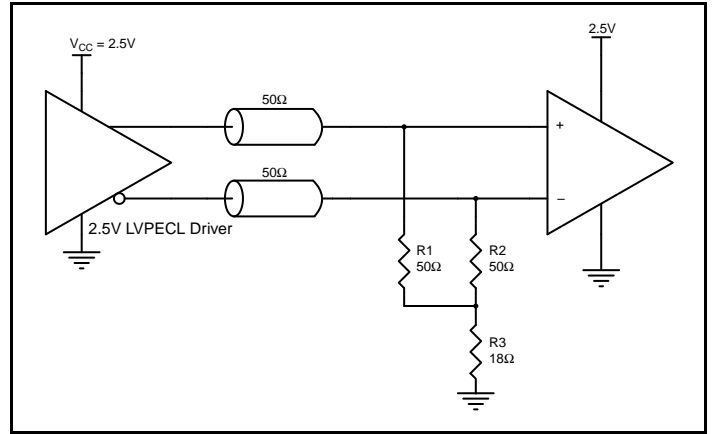 V_CC = 2.5V
2.5V
50Ω
+
50Ω
–
2.5V LVPECL Driver
R1
50Ω
R2
50Ω
R3
18Ω